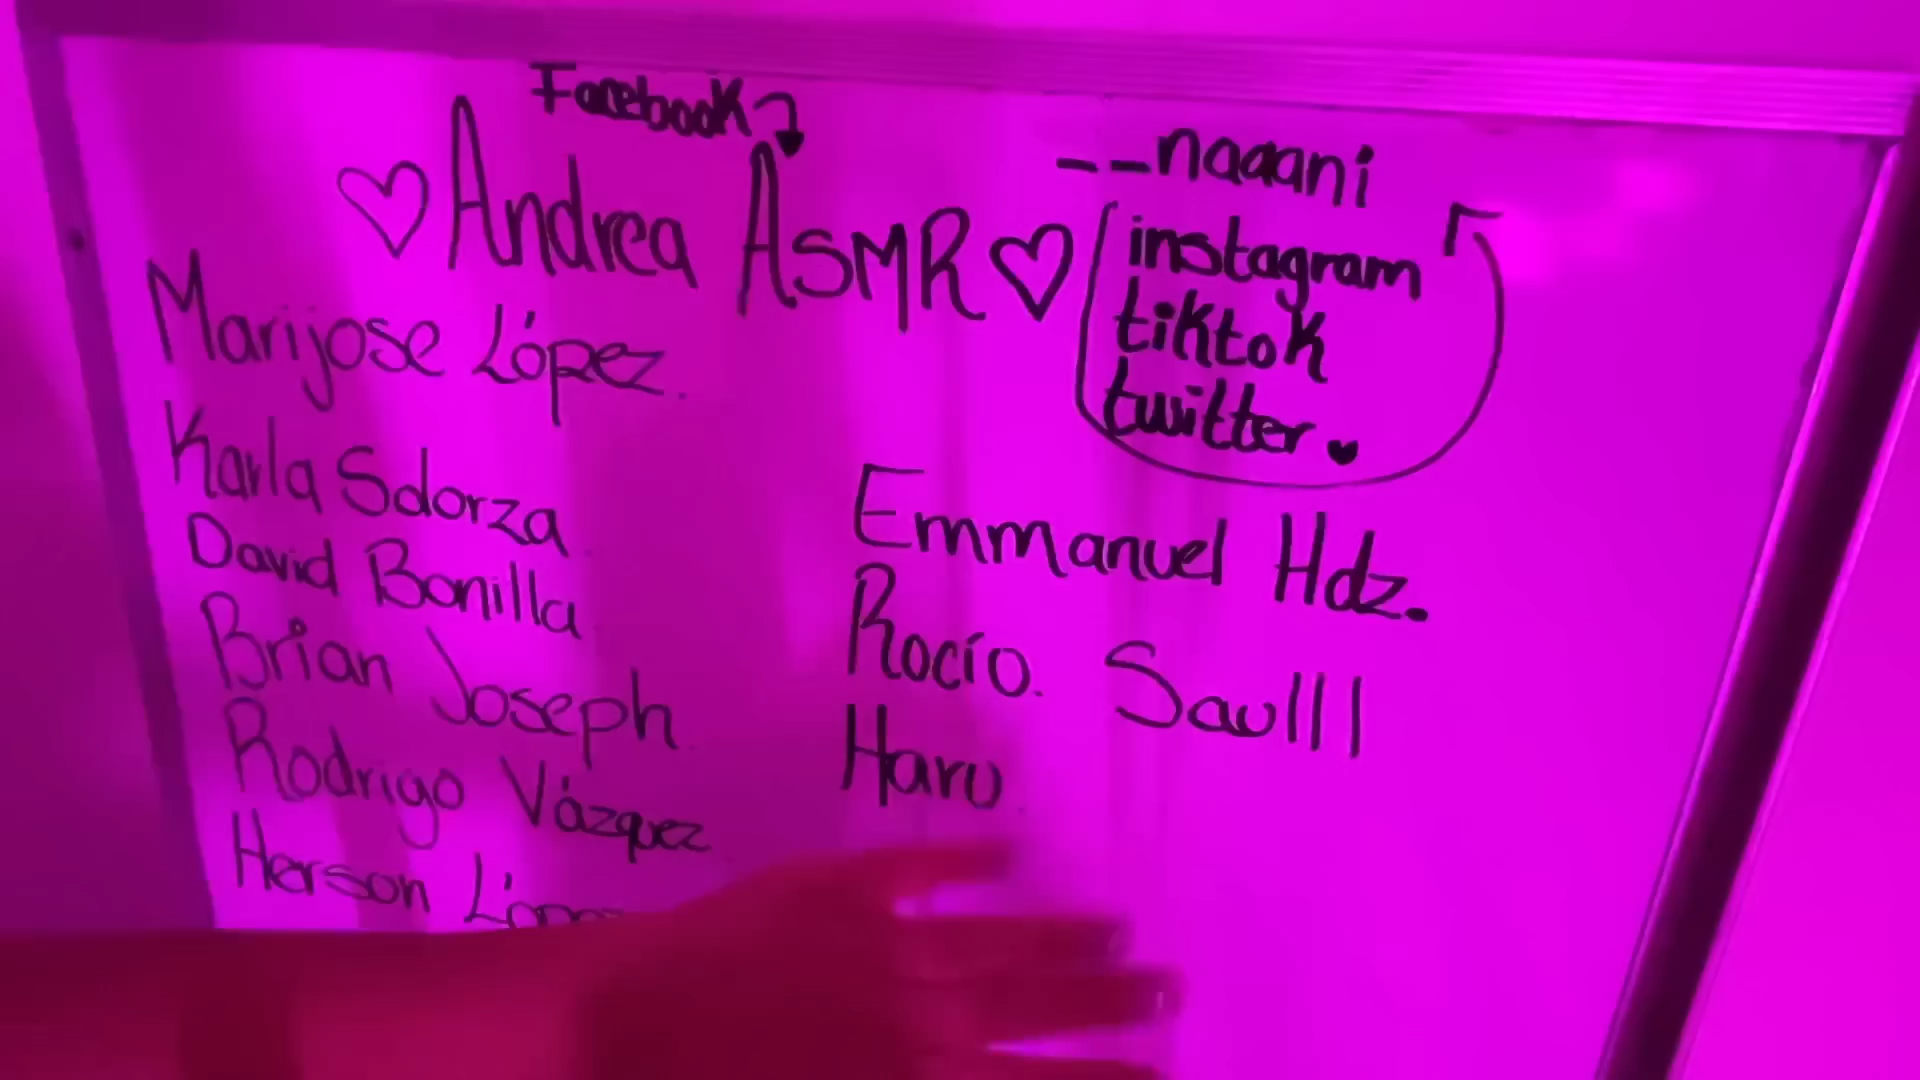 Facebook
Andrea ASMR
__naaani
instagram
tiktok
twitter
Marijose López.
Karla Sdorza
David Bonilla
Brian Joseph
Rodrigo Vázquez
Herson
Emmanuel Hdz.
Rocío. Saulll
Haru